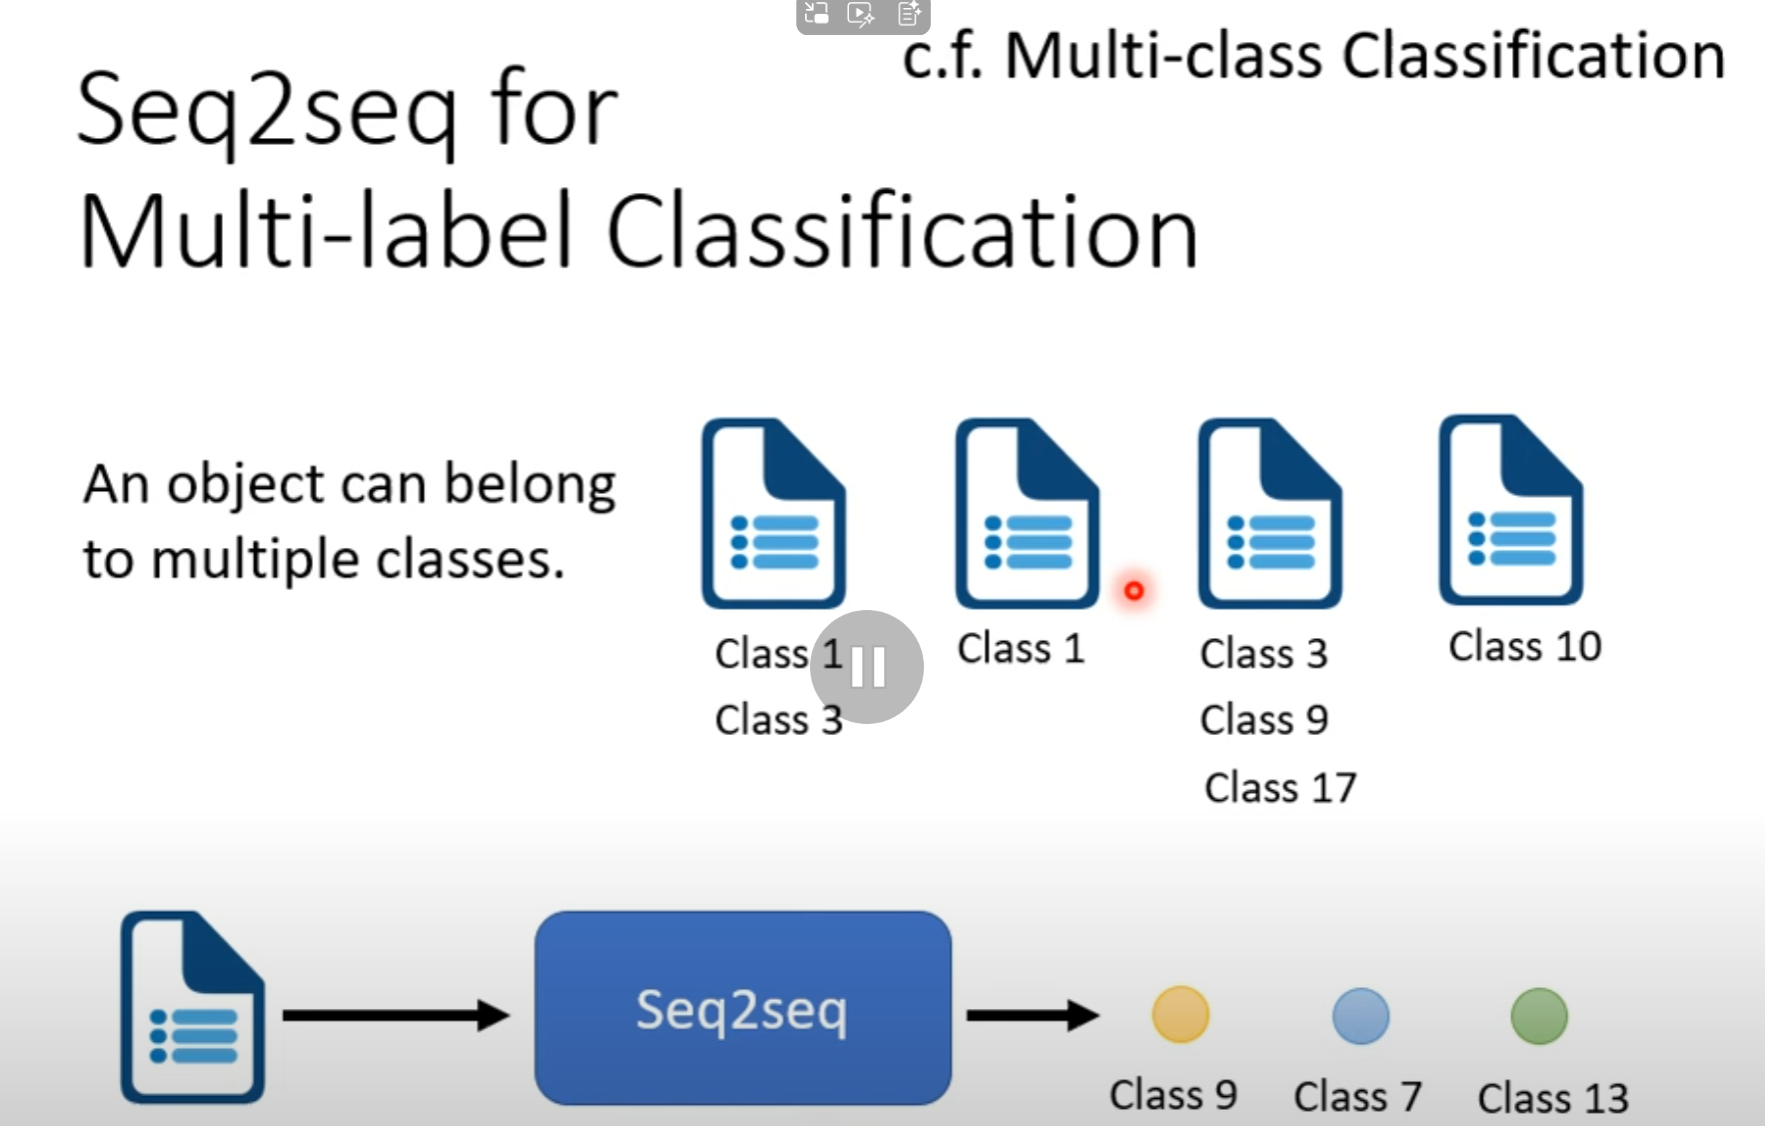 c.f. Multi-class Classification
Seq2seq for
Multi-label Classification
An object can belong
to multiple classes.
Class 1
Class 3
Class 1
Class 3
Class 9
Class 17
Class 10
Seq2seq
Class 9
Class 7
Class 13